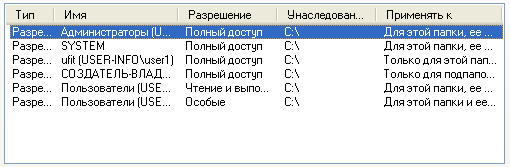 Тип Имя Разрешение Унаследован... Применять к
Разре... Администраторы (U... Полный доступ C:\ Для этой папки, ее ...
Разре... SYSTEM Полный доступ C:\ Для этой папки, ее ...
Разре... ufit (USER-INFO\user1) Полный доступ C:\ Только для этой пап...
Разре... СОЗДАТЕЛЬ-ВЛАД... Полный доступ C:\ Только для подпапо...
Разре... Пользователи (USE... Чтение и выпо... C:\ Для этой папки, ее ...
Разре... Пользователи (USE... Особые C:\ Для этой папки и ее ...